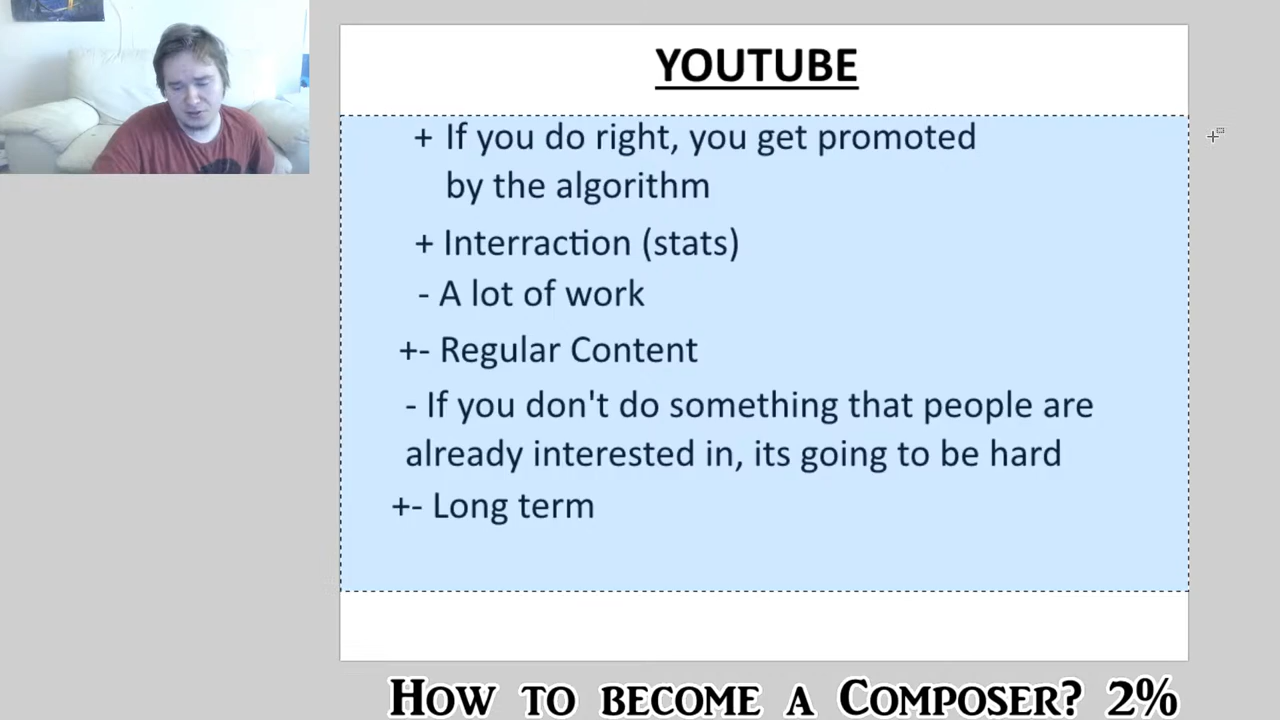 YOUTUBE
+ If you do right, you get promoted
by the algorithm
+ Interraction (stats)
- A lot of work
+- Regular Content
- If you don't do something that people are
already interested in, its going to be hard
+- Long term
HOW TO BECOME A COMPOSER? 2%